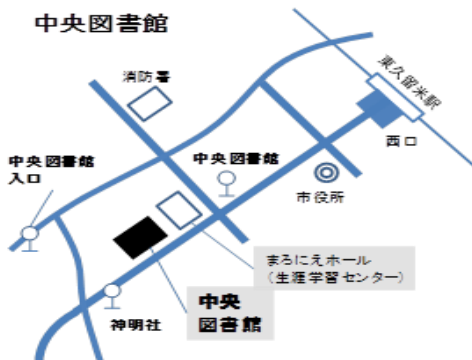 中央図書館
消防署
東久留米駅
西口
中央図書館
入口
中央図書館
市役所
まろにえホール
（生涯学習センター）
中央
図書館
神明社